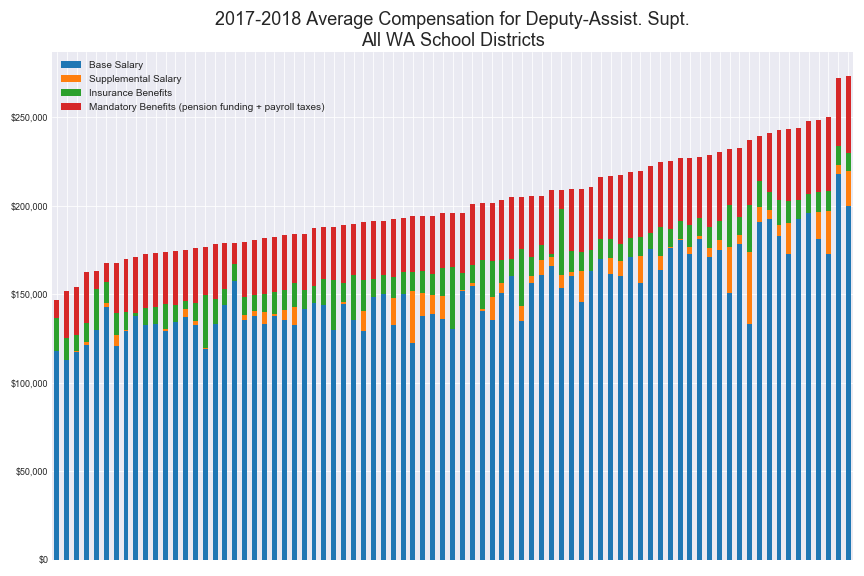 2017-2018 Average Compensation for Deputy-Assist. Supt.
All WA School Districts
Base Salary
Supplemental Salary
Insurance Benefits
Mandatory Benefits (pension funding + payroll taxes)
$250,000
$200,000
$150,000
$100,000
$50,000
$0